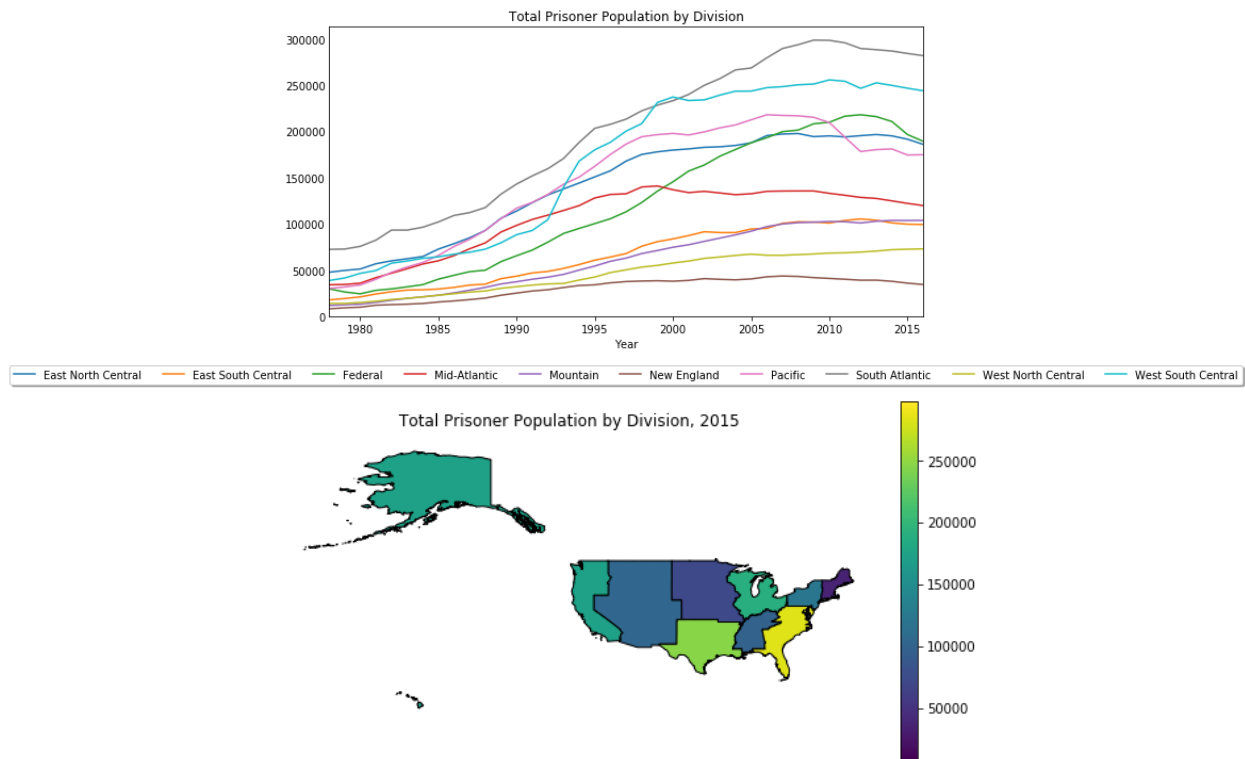 Total Prisoner Population by Division
300000
250000
200000
150000
100000
50000
0
1980 1985 1990 1995 2000 2005 2010 2015
Year
East North Central East South Central Federal Mid-Atlantic Mountain New England Pacific South Atlantic West North Central West South Central
Total Prisoner Population by Division, 2015
250000
200000
150000
100000
50000